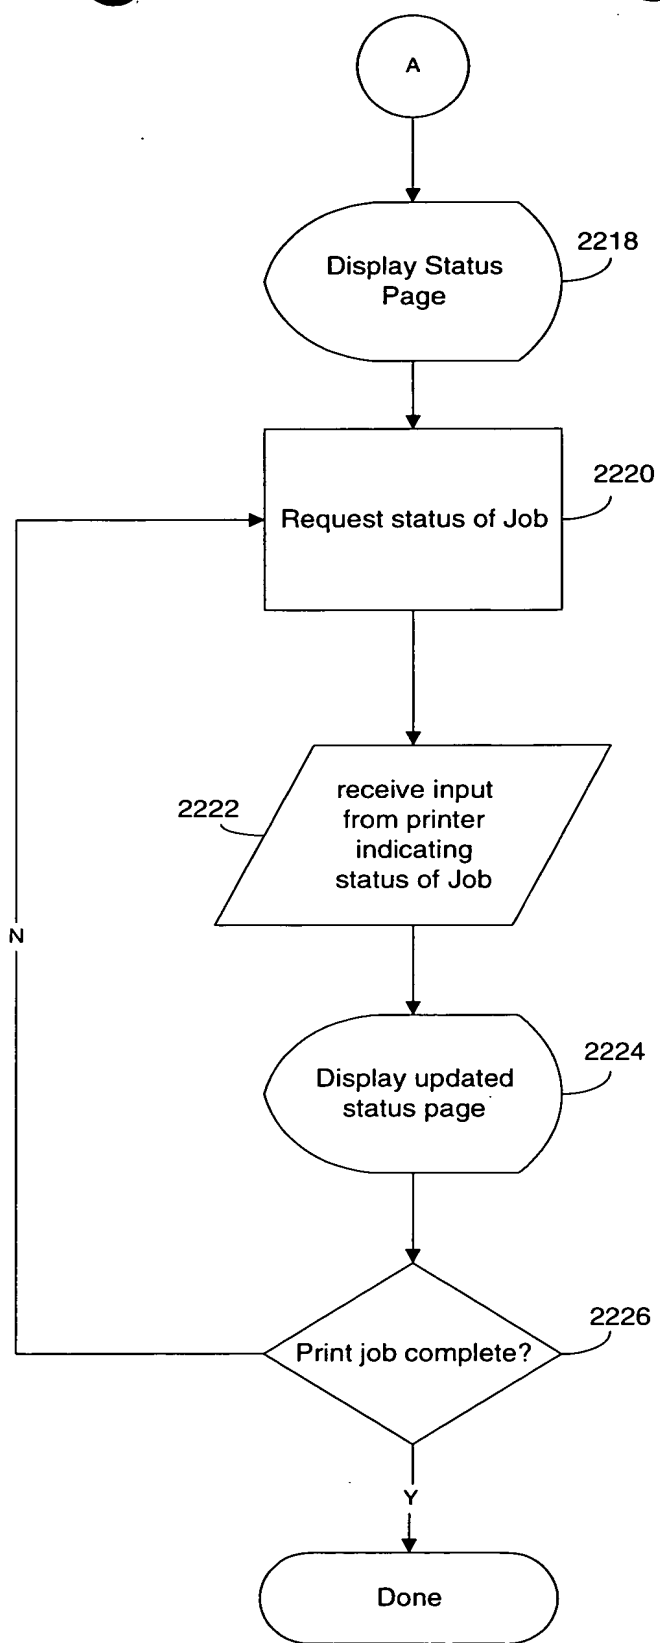 A
Display Status
Page
2218
Request status of Job
2220
receive input
from printer
indicating
status of Job
2222
N
Display updated
status page
2224
Print job complete?
2226
Y
Done